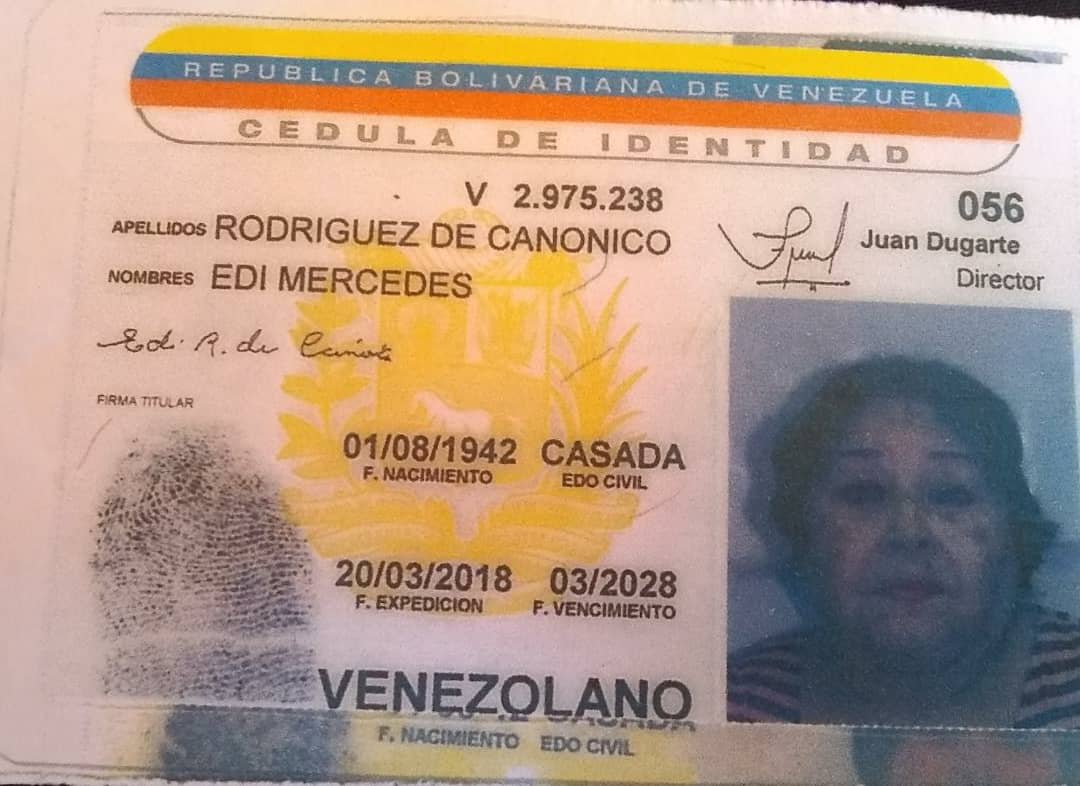 REPUBLICA BOLIVARIANA DE VENEZUELA
CEDULA DE IDENTIDAD
V 2.975.238
056
APELLIDOS RODRIGUEZ DE CANONICO
Juan Dugarte
NOMBRES EDI MERCEDES
Director
Edi R. de
FIRMA TITULAR
01/08/1942 CASADA
F. NACIMIENTO EDO CIVIL
20/03/2018 03/2028
F. EXPEDICION F. VENCIMIENTO
VENEZOLANO
CASADA
F. NACIMIENTO EDO CIVIL